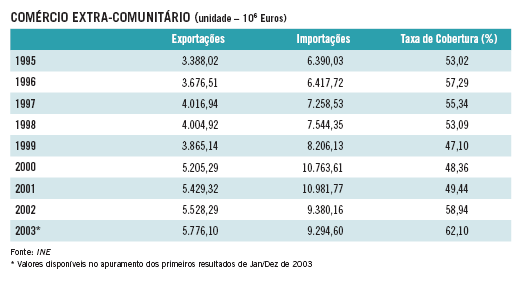 COMÉRCIO EXTRA-COMUNITÁRIO (unidade – 10⁶ Euros)
Exportações Importações Taxa de Cobertura (%)
1995 3.388,02 6.390,03 53,02
1996 3.676,51 6.417,72 57,29
1997 4.016,94 7.258,53 55,34
1998 4.004,92 7.544,35 53,09
1999 3.865,14 8.206,13 47,10
2000 5.205,29 10.763,61 48,36
2001 5.429,32 10.981,77 49,44
2002 5.528,29 9.380,16 58,94
2003* 5.776,10 9.294,60 62,10
Fonte: INE
* Valores disponíveis no apuramento dos primeiros resultados de Jan/Dez de 2003